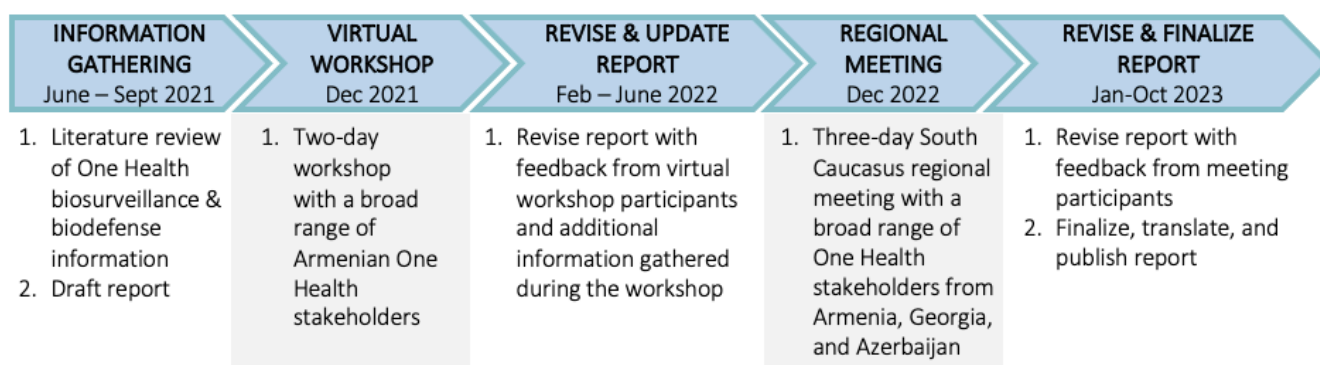 INFORMATION
GATHERING
June – Sept 2021
VIRTUAL
WORKSHOP
Dec 2021
REVISE & UPDATE
REPORT
Feb – June 2022
REGIONAL
MEETING
Dec 2022
REVISE & FINALIZE
REPORT
Jan-Oct 2023
1. Literature review
of One Health
biosurveillance &
biodefense
information
2. Draft report
1. Two-day
workshop
with a broad
range of
Armenian One
Health
stakeholders
1. Revise report with
feedback from virtual
workshop participants
and additional
information gathered
during the workshop
1. Three-day South
Caucasus regional
meeting with a
broad range of
One Health
stakeholders from
Armenia, Georgia,
and Azerbaijan
1. Revise report with
feedback from meeting
participants
2. Finalize, translate, and
publish report